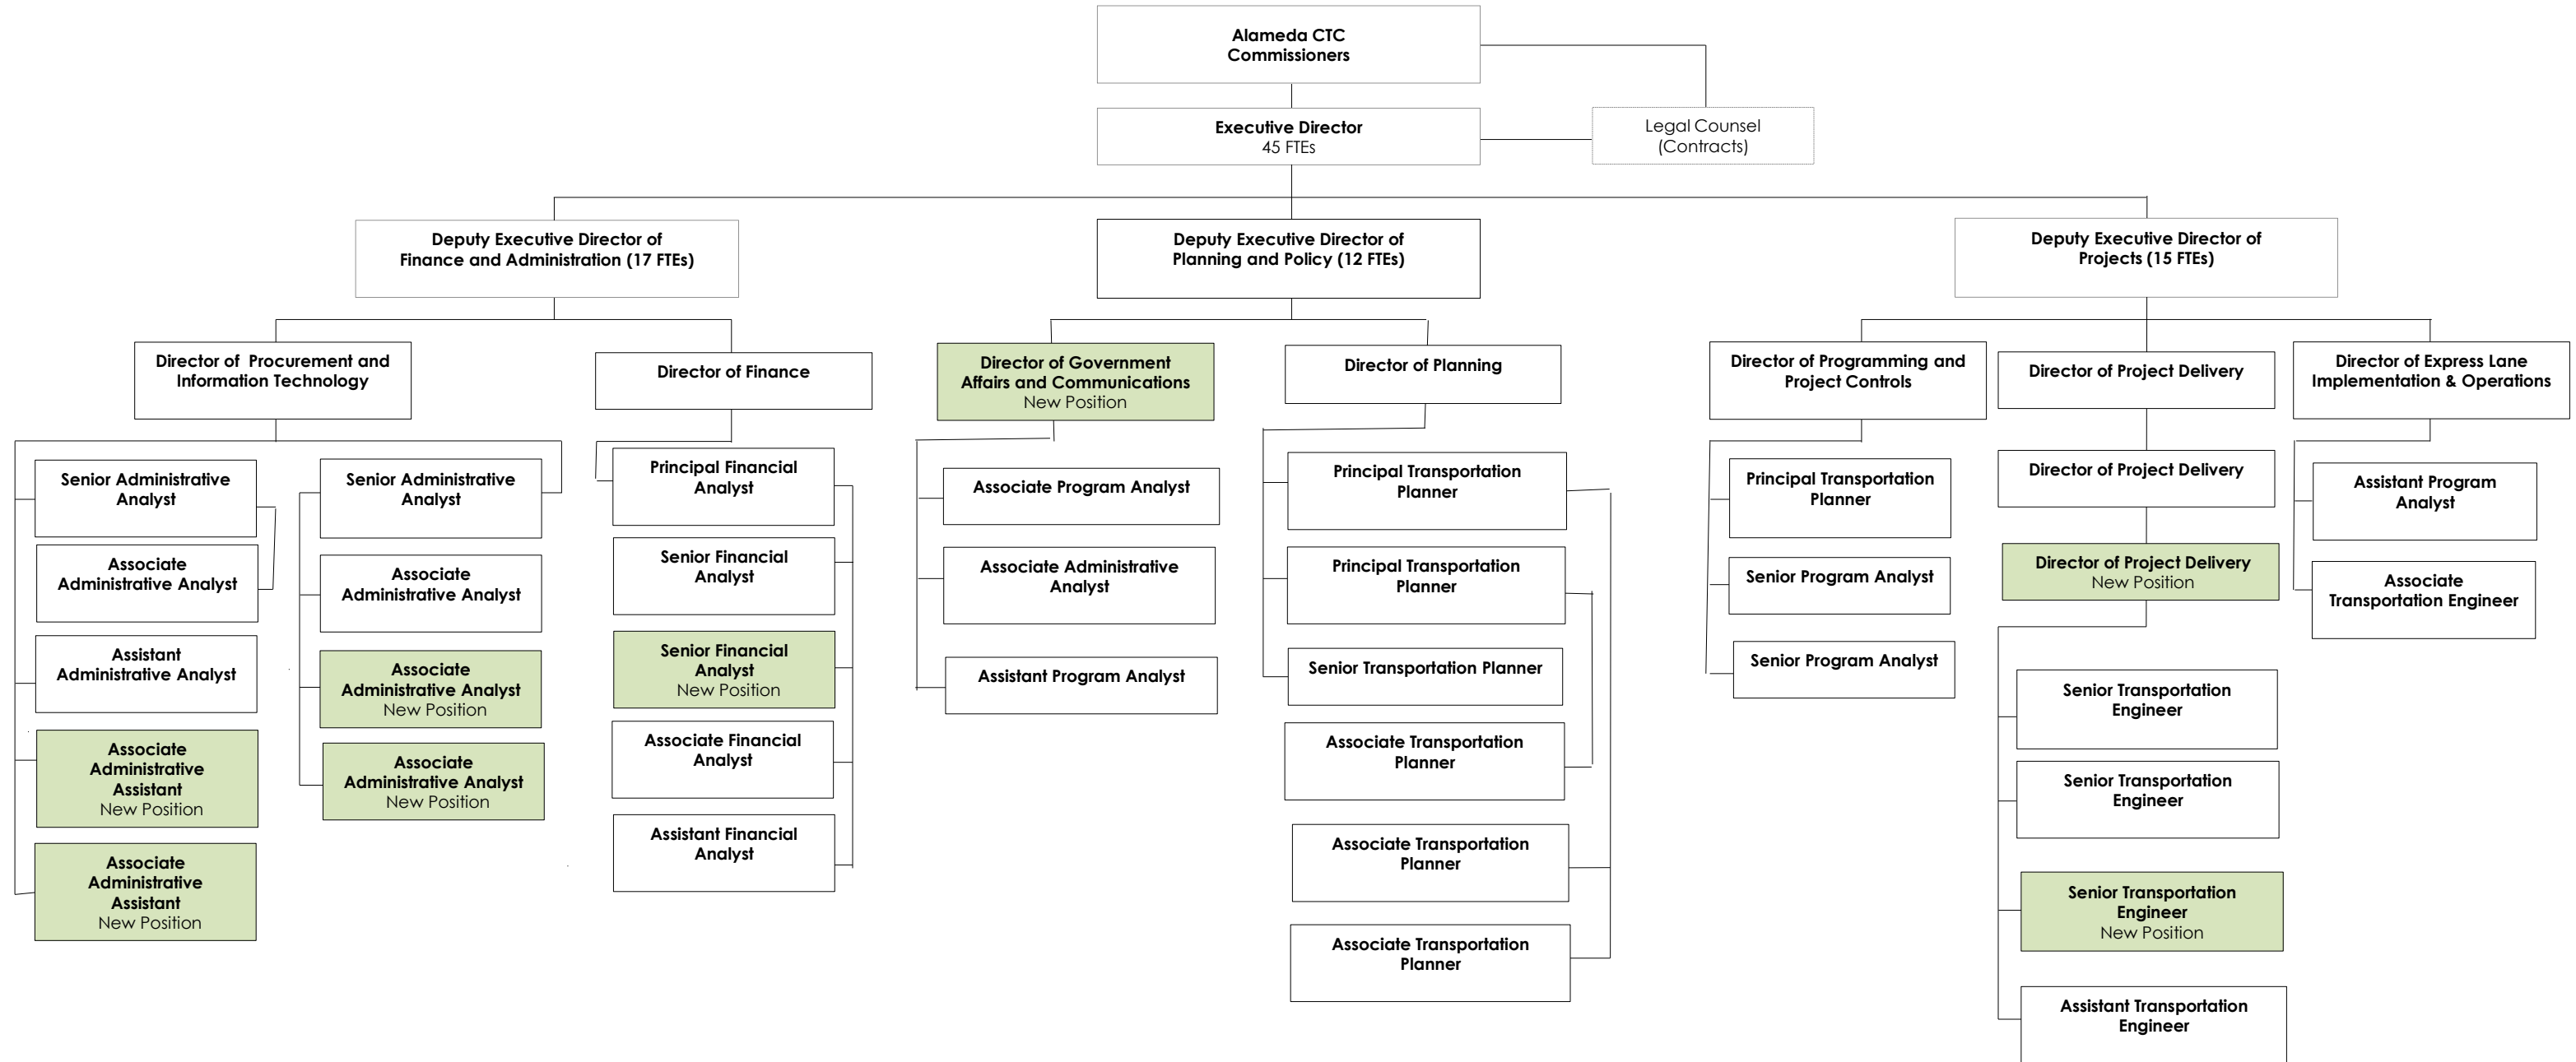 Alameda CTC
Commissioners
Executive Director
45 FTEs
Legal Counsel
(Contracts)
Deputy Executive Director of
Finance and Administration (17 FTEs)
Deputy Executive Director of
Planning and Policy (12 FTEs)
Deputy Executive Director of
Projects (15 FTEs)
Director of Procurement and
Information Technology
Director of Finance
Director of Government
Affairs and Communications
New Position
Director of Planning
Director of Programming and
Project Controls
Director of Project Delivery
Director of Express Lane
Implementation & Operations
Senior Administrative
Analyst
Associate
Administrative Analyst
Assistant
Administrative Analyst
Associate
Administrative
Assistant
New Position
Associate
Administrative
Assistant
New Position
Senior Administrative
Analyst
Associate
Administrative Analyst
Associate
Administrative Analyst
New Position
Associate
Administrative Analyst
New Position
Principal Financial
Analyst
Senior Financial
Analyst
Senior Financial
Analyst
New Position
Associate Financial
Analyst
Assistant Financial
Analyst
Associate Program Analyst
Associate Administrative
Analyst
Assistant Program Analyst
Principal Transportation
Planner
Principal Transportation
Planner
Senior Transportation Planner
Associate Transportation
Planner
Associate Transportation
Planner
Associate Transportation
Planner
Principal Transportation
Planner
Senior Program Analyst
Senior Program Analyst
Director of Project Delivery
Director of Project Delivery
New Position
Senior Transportation
Engineer
Senior Transportation
Engineer
Senior Transportation
Engineer
New Position
Assistant Transportation
Engineer
Assistant Program
Analyst
Associate
Transportation Engineer